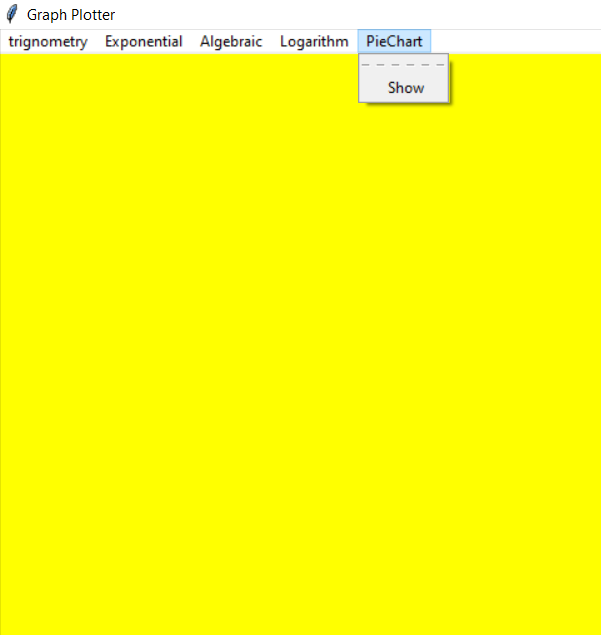 Graph Plotter
trignometry Exponential Algebraic Logarithm PieChart
Show